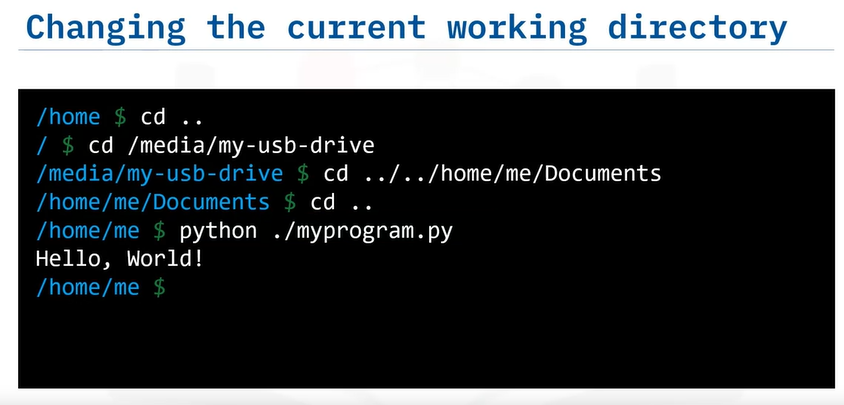 Changing the current working directory
/home $ cd ..
/ $ cd /media/my-usb-drive
/media/my-usb-drive $ cd ../../home/me/Documents
/home/me/Documents $ cd ..
/home/me $ python ./myprogram.py
Hello, World!
/home/me $